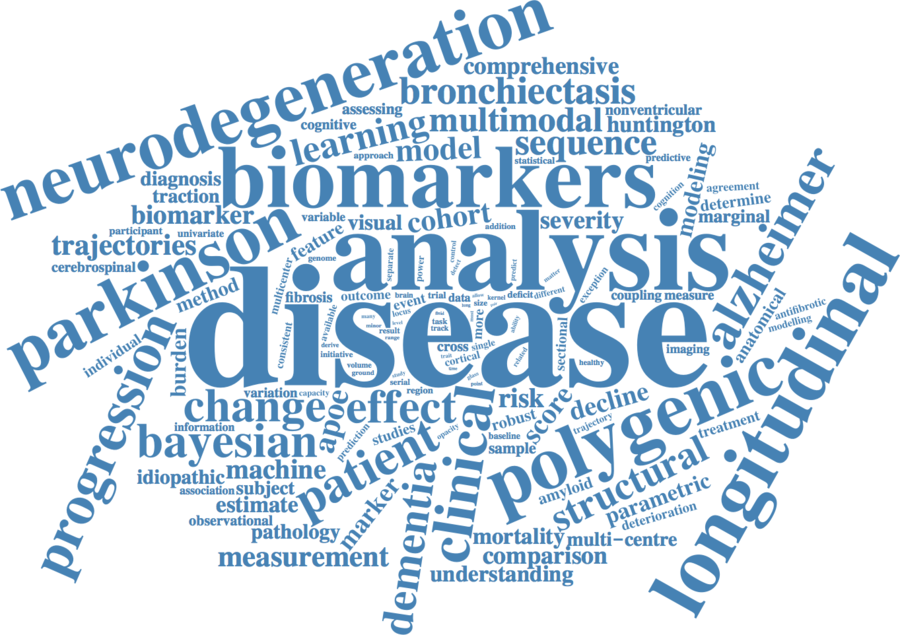 neurodegeneration
comprehensive
bronchiectasis
assessing
nonventricular
cognitive
learning
multimodal
huntington
approach
model
sequence
statistical
predictive
diagnosis
biomarkers
traction
cognition
modeling
agreement
determine
biomarker
variable
visual
cohort
addition
severity
marginal
participant
univariate
trajectories
parkinson
feature
analysis
alzheimer
genome
separate
power
control
defect
predict
matter
cerebrospinal
multicenter
exception
method
fibrosis
outcome
brain
event
trial
data
size
kernel
deficit
different
coupling
measure
disease
longitudinal
anatomical
antifibrotic
modelling
available
locus
many
minor
level
result
range
task
track
more
ability
consistent
derive
initiative
cross
single
cortical
related
sectional
imaging
healthy
volume
ground
study
serial
region
point
individual
progression
burden
variation
capacity
change
effect
apoe
clinical
risk
score
decline
polygenic
information
bayesian
prediction
studies
patient
opacity
robust
baseline
sample
trajectory
treatment
idiopathic
machine
association
subject
estimate
marker
dementia
amyloid
structural
parametric
deterioration
observational
pathology
mortality
multi-centre
measurement
comparison
understanding